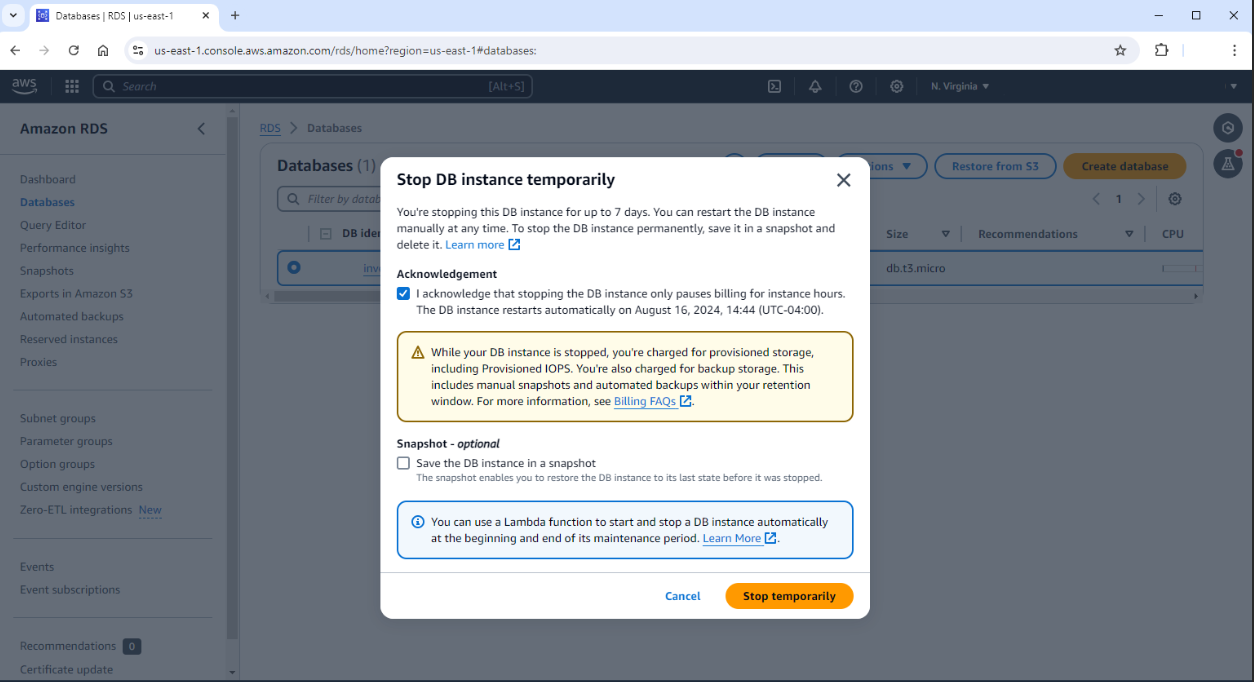 Databases | RDS | us-east-1
us-east-1.console.aws.amazon.com/rds/home?region=us-east-1#databases:
aws
Search
[Alt+S]
N. Virginia
Amazon RDS
Dashboard
Databases
Query Editor
Performance insights
Snapshots
Exports in Amazon S3
Automated backups
Reserved instances
Proxies
Subnet groups
Parameter groups
Option groups
Custom engine versions
Zero-ETL integrations New
Events
Event subscriptions
Recommendations 0
Certificate update
RDS > Databases
Databases (1)
Restore from S3
Create database
Filter by
1
Size
Recommendations
CPU
db.t3.micro
Stop DB instance temporarily
You're stopping this DB instance for up to 7 days. You can restart the DB instance
manually at any time. To stop the DB instance permanently, save it in a snapshot and
delete it. Learn more
Acknowledgement
I acknowledge that stopping the DB instance only pauses billing for instance hours.
The DB instance restarts automatically on August 16, 2024, 14:44 (UTC-04:00).
While your DB instance is stopped, you're charged for provisioned storage,
including Provisioned IOPS. You're also charged for backup storage. This
includes manual snapshots and automated backups within your retention
window. For more information, see Billing FAQs.
Snapshot - optional
Save the DB instance in a snapshot
The snapshot enables you to restore the DB instance to its last state before it was stopped.
You can use a Lambda function to start and stop a DB instance automatically
at the beginning and end of its maintenance period. Learn More.
Cancel
Stop temporarily